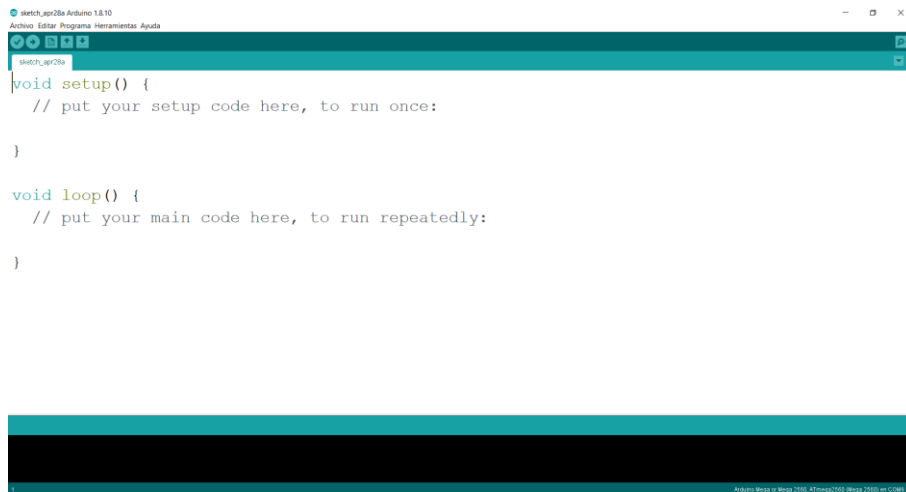 sketch_apr28a Arduino 1.8.10
Archivo Editar Programa Herramientas Ayuda
sketch_apr28a
void setup() {
// put your setup code here, to run once:
}
void loop() {
// put your main code here, to run repeatedly:
}
1
Arduino Mega or Mega 2560, ATmega2560 (Mega 2560) en COM5